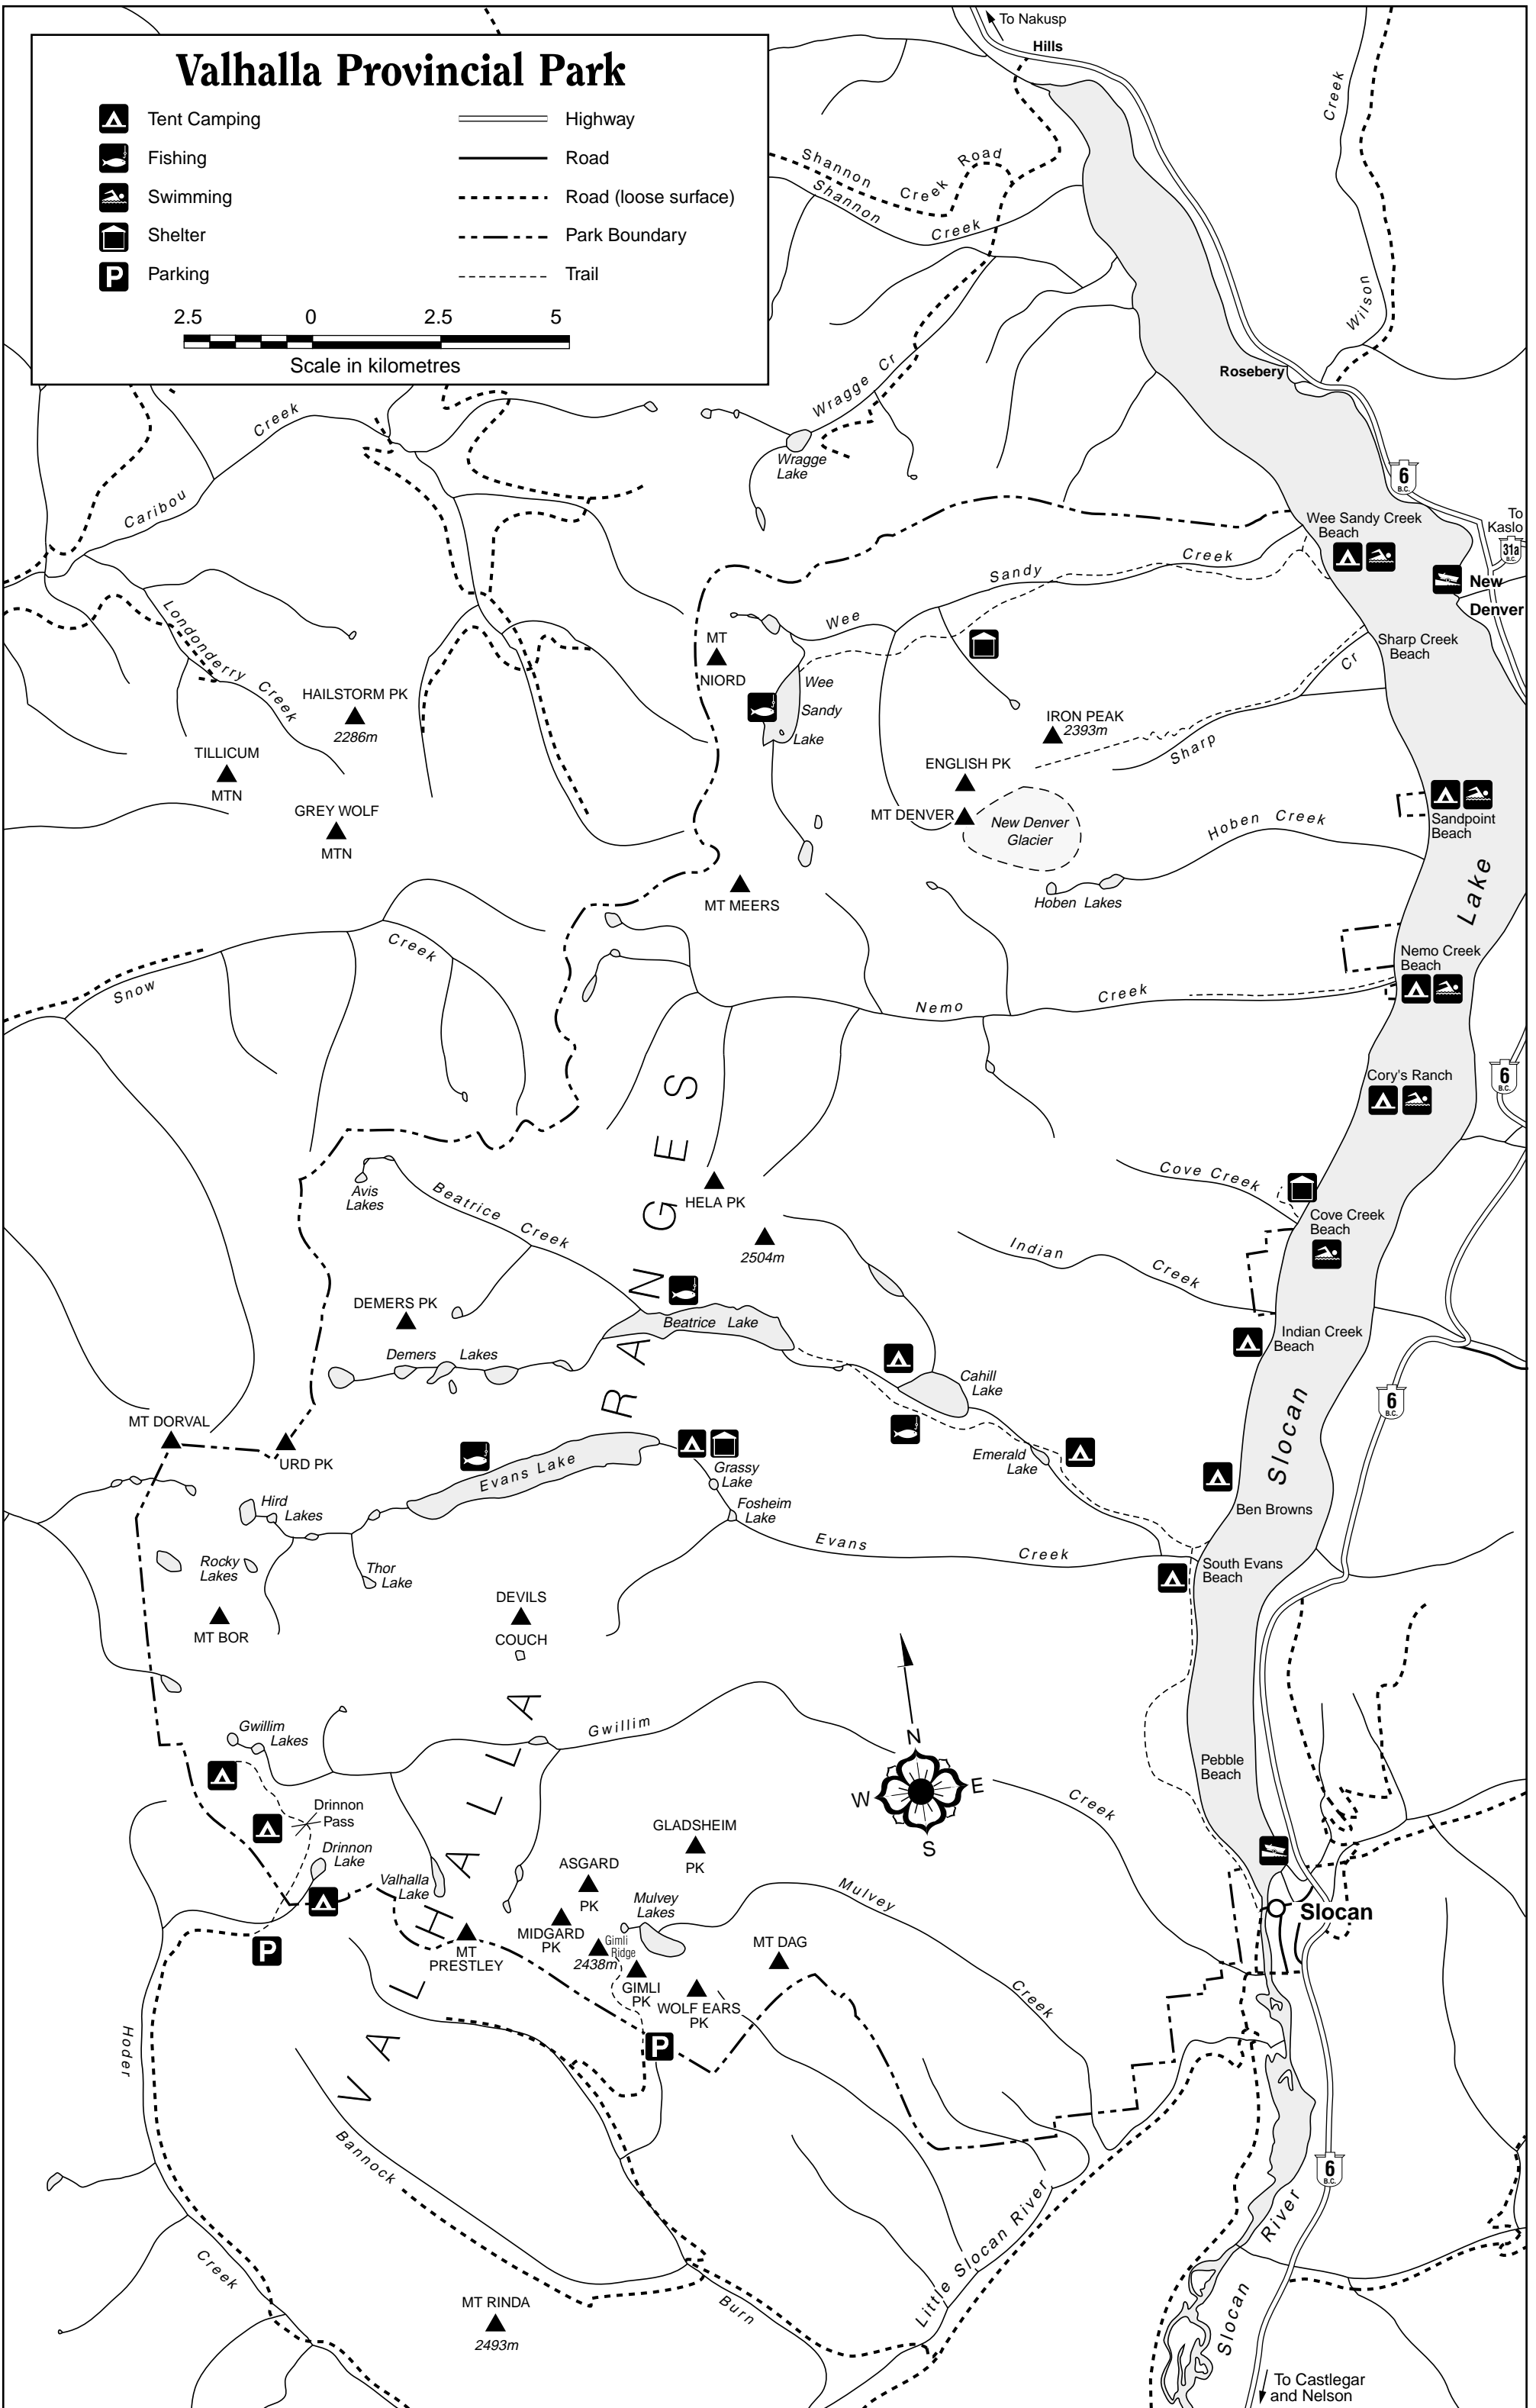 To Nakusp
Hills
Valhalla Provincial Park
Tent Camping
Highway
Fishing
Road
Swimming
Road (loose surface)
Shelter
Park Boundary
P
Parking
Trail
2.5 0 2.5 5
Scale in kilometres
Shannon Creek Road
Shannon Creek
Wilson Creek
Rosebery
Wragge Cr
Wragge
Lake
Caribou Creek
6
B.C.
To
Kaslo
31a
B.C.
Wee Sandy Creek
Beach
New
Denver
Wee Sandy Creek
Londonderry Creek
MT
NIORD
Sharp Creek
Beach
Wee
Sandy
Lake
HAILSTORM PK
2286m
IRON PEAK
2393m
Sharp Cr
TILLICUM
MTN
ENGLISH PK
GREY WOLF
MTN
MT DENVER
New Denver
Glacier
Sandpoint
Beach
Hoben Creek
Hoben Lakes
MT MEERS
Lake
Snow Creek
Nemo Creek
Beach
Nemo Creek
Cory's Ranch
6
B.C.
Avis
Lakes
Beatrice Creek
HELA PK
2504m
Cove Creek
Cove Creek
Beach
Indian Creek
DEMERS PK
Beatrice Lake
Indian Creek
Beach
Demers Lakes
Cahill
Lake
Slocan
6
B.C.
MT DORVAL
URD PK
Evans Lake
Grassy
Lake
Emerald
Lake
Ben Browns
Hird
Lakes
Fosheim
Lake
Rocky
Lakes
Thor
Lake
Evans Creek
South Evans
Beach
MT BOR
DEVILS
COUCH
VALHALLA RANGES
Gwillim
Lakes
Gwillim Creek
N
W E
S
Pebble
Beach
Drinnon
Pass
Drinnon
Lake
Valhalla
Lake
GLADSHEIM
PK
ASGARD
PK
Mulvey
Lakes
Mulvey Creek
MIDGARD
PK
Gimli
Ridge
2438m
MT
PRESTLEY
GIMLI
PK
WOLF EARS
PK
MT DAG
Slocan
P
P
Hoder Creek
Bannock Burn
Little Slocan River
6
B.C.
Slocan River
MT RINDA
2493m
To Castlegar
and Nelson